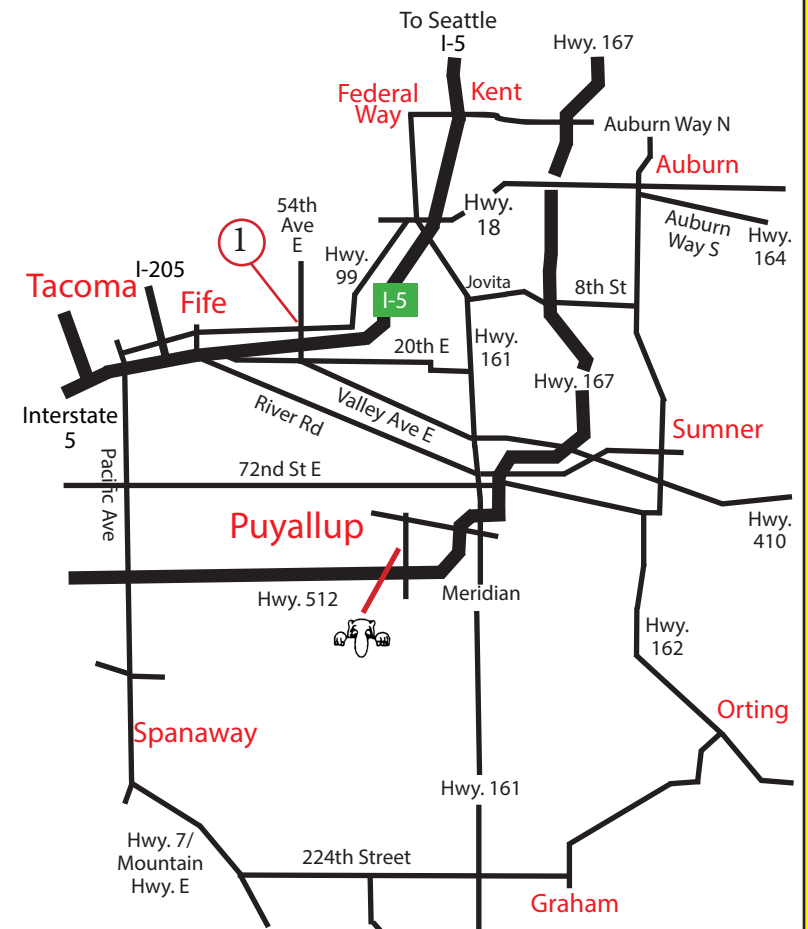 To Seattle
I-5
Hwy. 167
Federal
Way
Kent
Auburn Way N
Auburn
54th
Ave
E
1
Hwy.
18
Auburn
Way S
Hwy.
164
Hwy.
99
I-205
Tacoma
Fife
Jovita
8th St
I-5
Hwy.
161
20th E
Hwy. 167
Interstate
5
River Rd
Valley Ave E
Sumner
72nd St E
Pacific Ave
Puyallup
Hwy.
410
Hwy. 512
Meridian
Hwy.
162
Orting
Spanaway
Hwy. 161
Hwy. 7/
Mountain
Hwy. E
224th Street
Graham